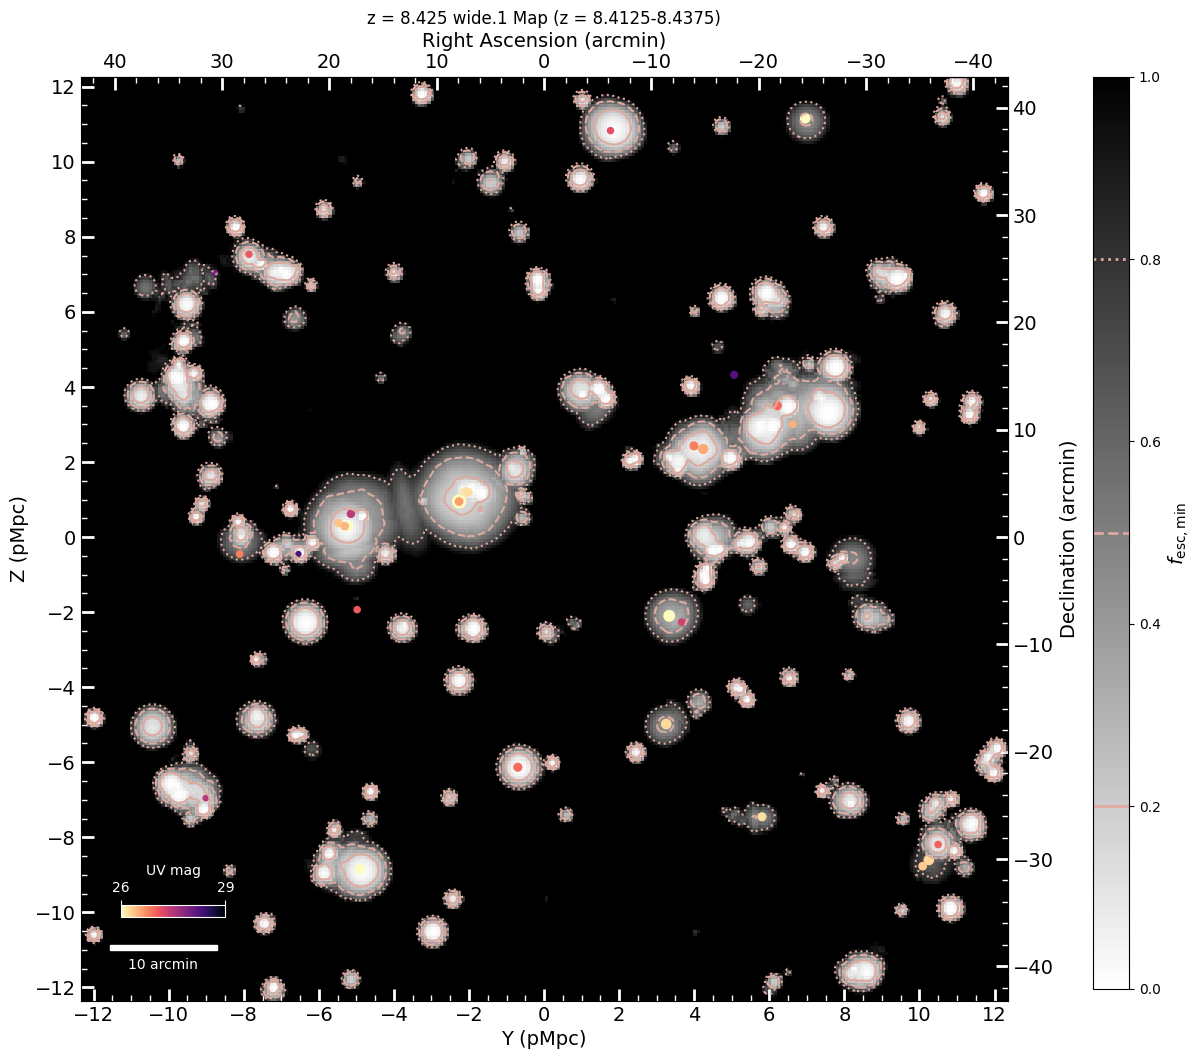 z = 8.425 wide.1 Map (z = 8.4125-8.4375)
Right Ascension (arcmin)
40 30 20 10 0 −10 −20 −30 −40
12 10 8 6 4 2 0 −2 −4 −6 −8 −10 −12
Z (pMpc)
40 30 20 10 0 −10 −20 −30 −40
Declination (arcmin)
1.0 0.8 0.6 0.4 0.2 0.0
fesc,min
UV mag
26 29
10 arcmin
−12 −10 −8 −6 −4 −2 0 2 4 6 8 10 12
Y (pMpc)